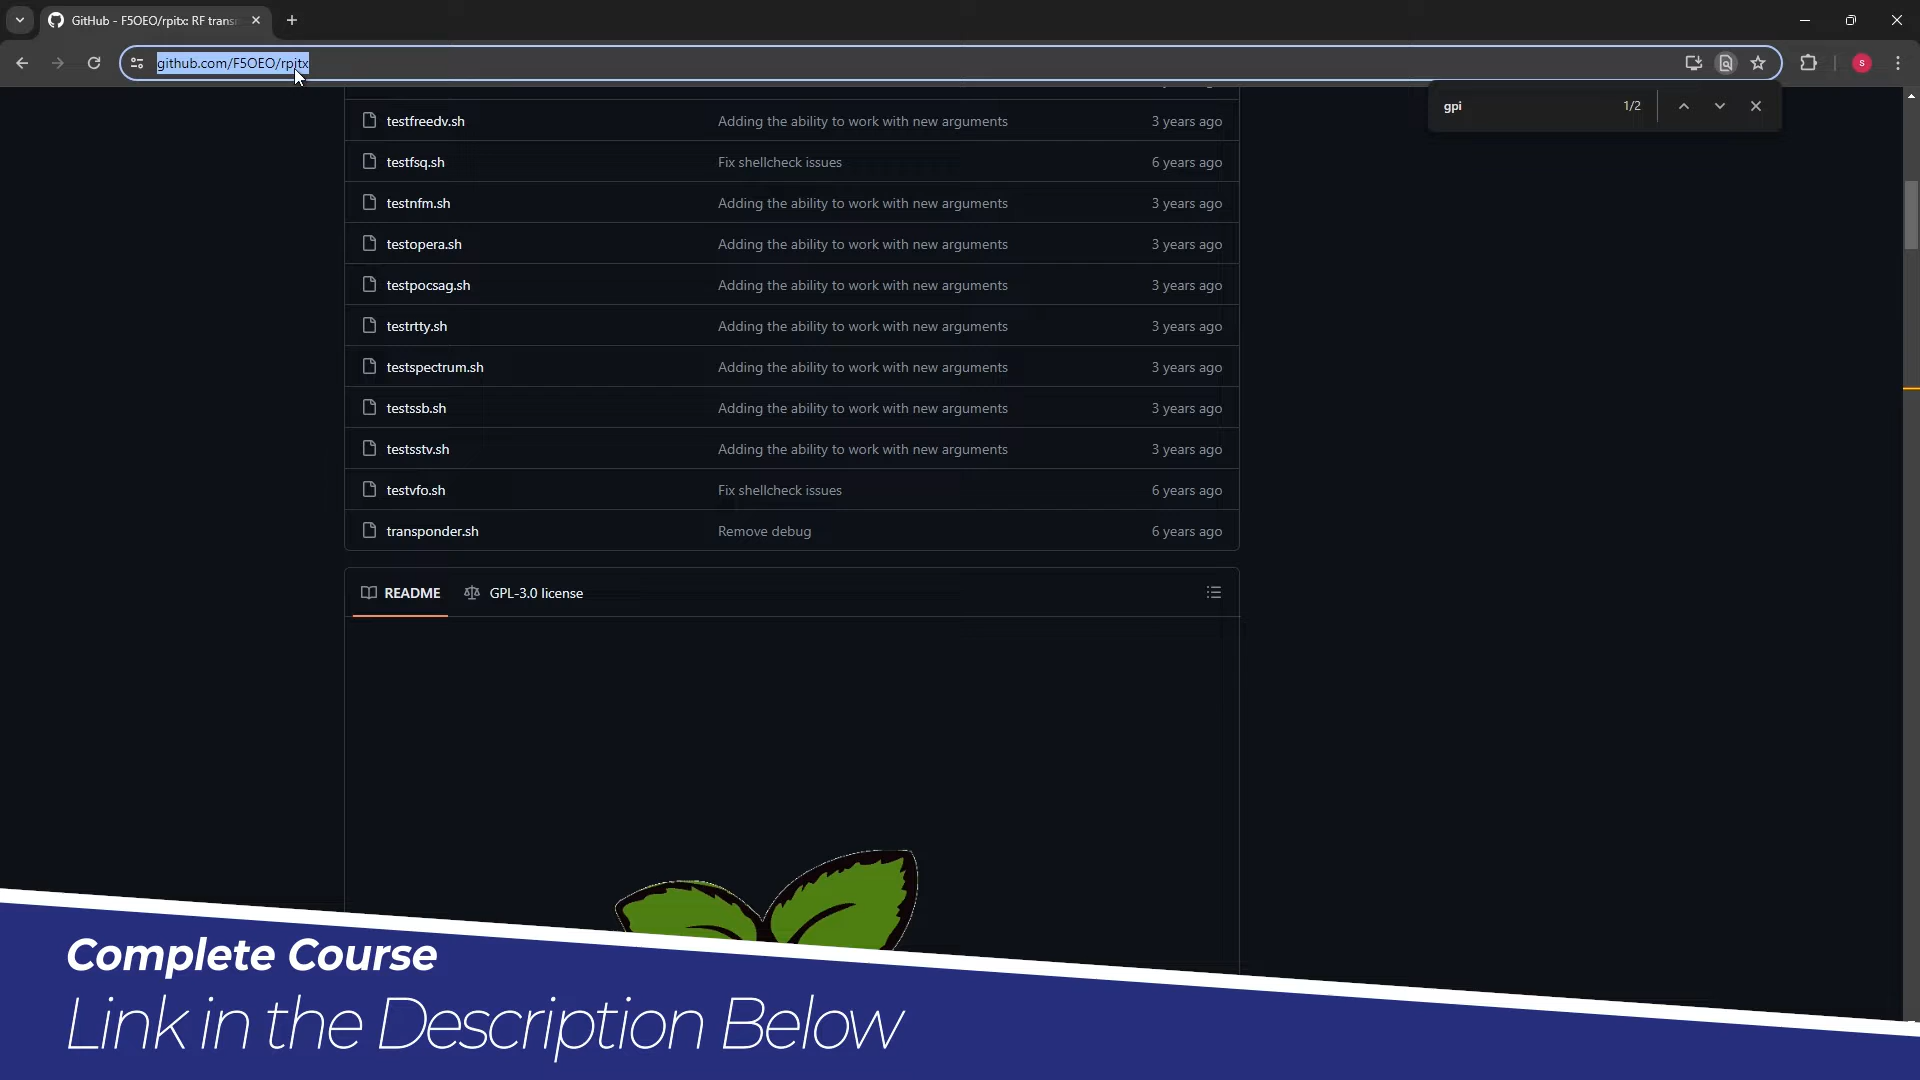 GitHub - F5OEO/rpitx: RF trans
github.com/F5OEO/rpitx
gpi
1/2
S
testfreedv.sh Adding the ability to work with new arguments 3 years ago
testfsq.sh Fix shellcheck issues 6 years ago
testnfm.sh Adding the ability to work with new arguments 3 years ago
testopera.sh Adding the ability to work with new arguments 3 years ago
testpocsag.sh Adding the ability to work with new arguments 3 years ago
testrtty.sh Adding the ability to work with new arguments 3 years ago
testspectrum.sh Adding the ability to work with new arguments 3 years ago
testssb.sh Adding the ability to work with new arguments 3 years ago
testsstv.sh Adding the ability to work with new arguments 3 years ago
testvfo.sh Fix shellcheck issues 6 years ago
transponder.sh Remove debug 6 years ago
README GPL-3.0 license
Complete Course
Link in the Description Below